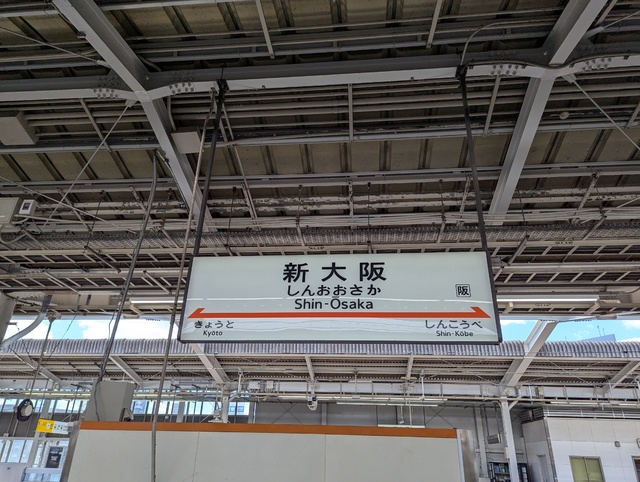 新大阪
しんおおさか
Shin-Ōsaka
阪
きょうと
Kyōto
しんこうべ
Shin-Kōbe